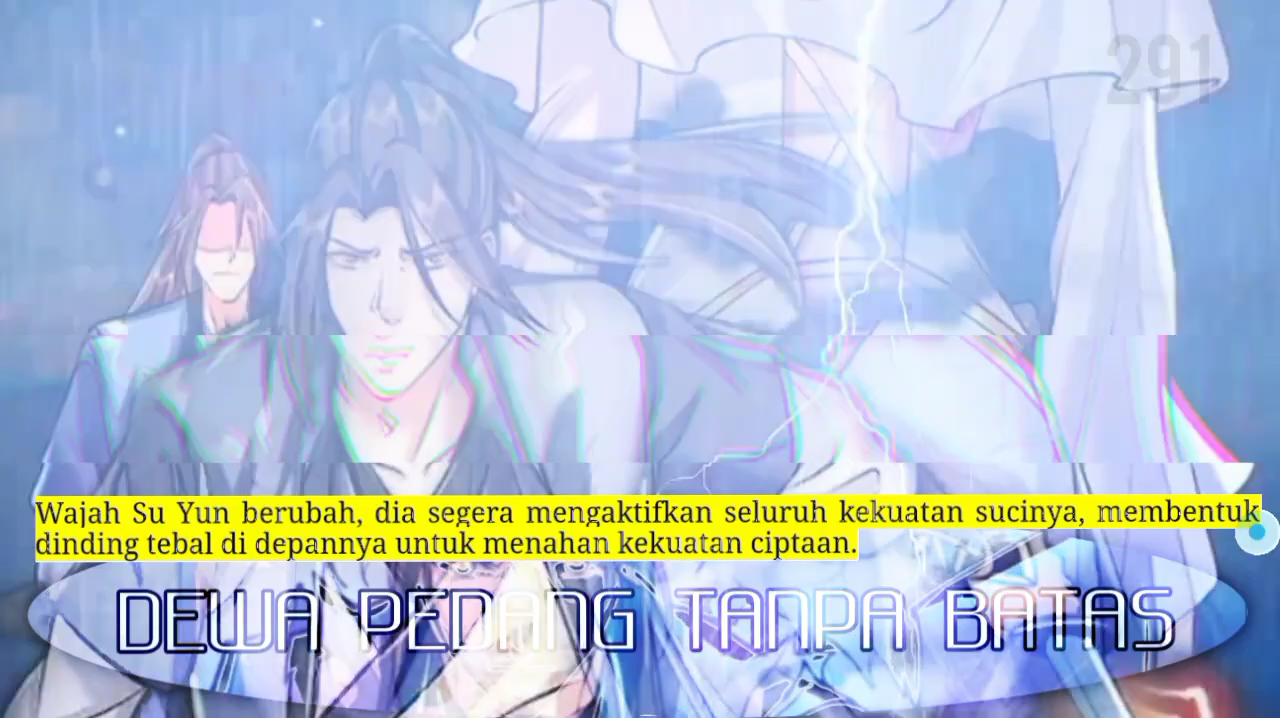 291
Wajah Su Yun berubah, dia segera mengaktifkan seluruh kekuatan sucinya, membentuk
dinding tebal di depannya untuk menahan kekuatan ciptaan.
DEWA PEDANG TANPA BATAS